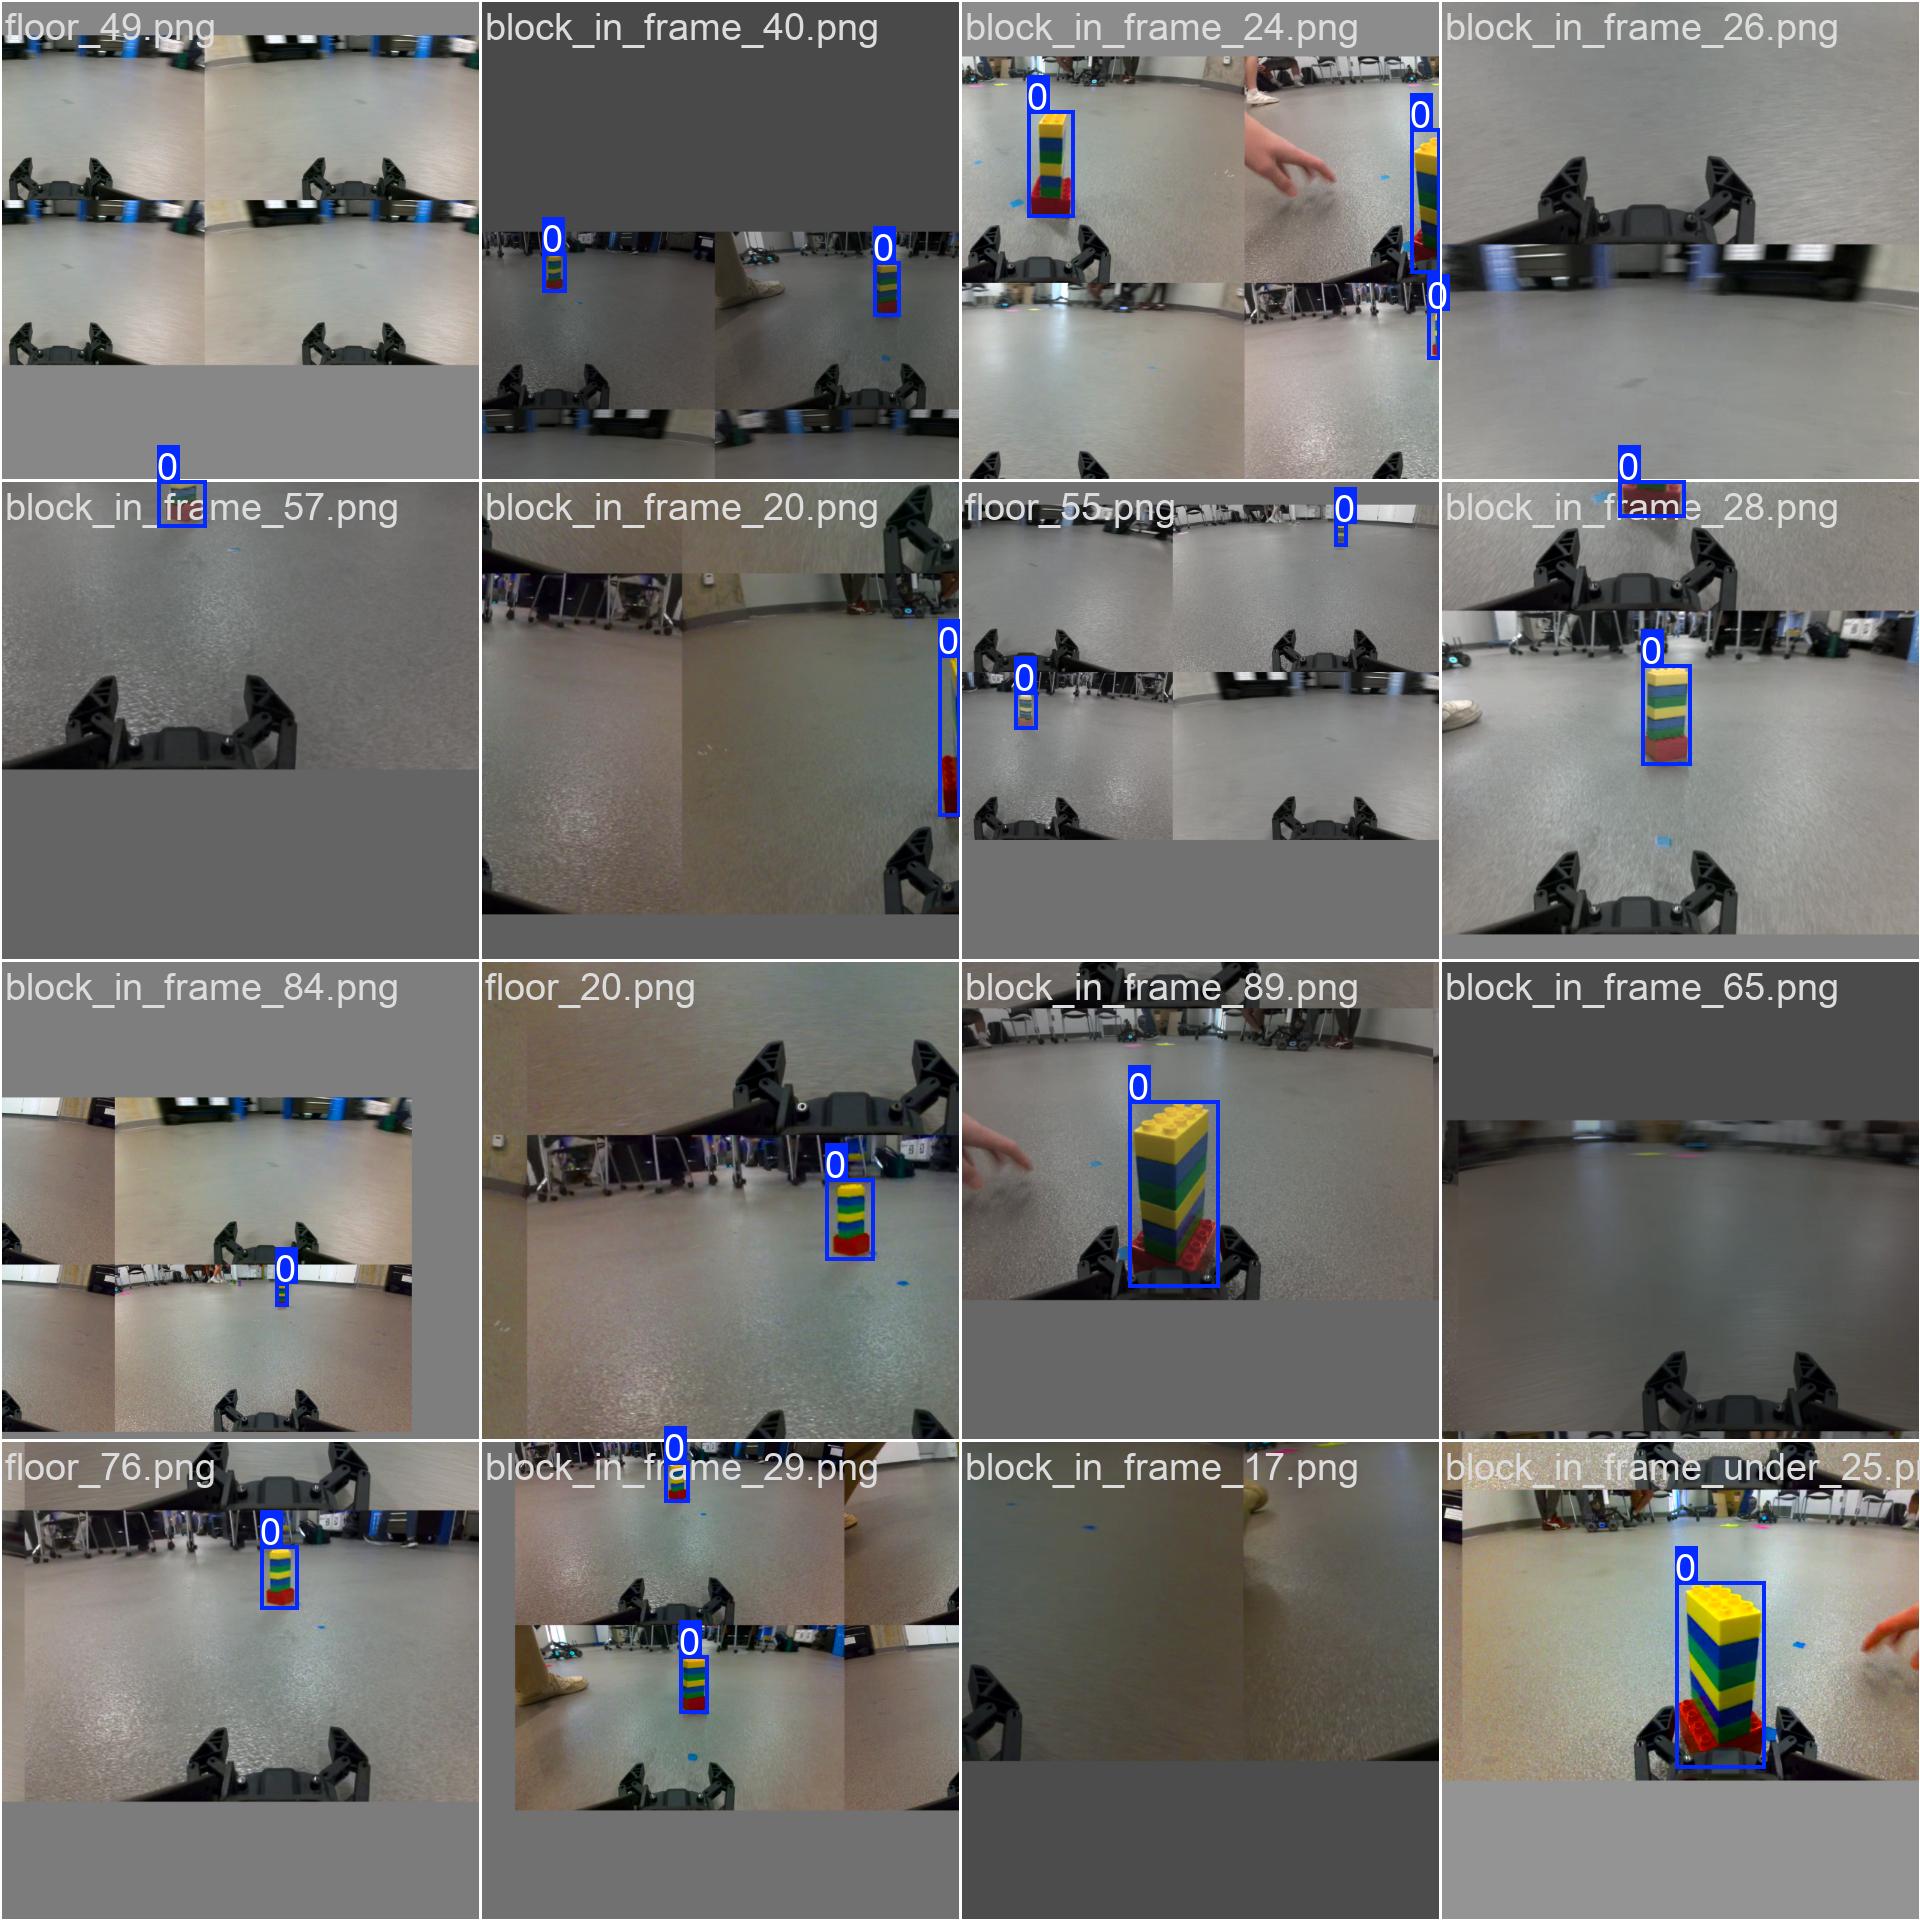 floor_49.png
block_in_frame_40.png
block_in_frame_24.png
block_in_frame_26.png
0
0
0
0
0
block_in_frame_57.png
block_in_frame_20.png
floor_55.png
block_in_frame_28.png
0
0
0
0
0
0
block_in_frame_84.png
floor_20.png
block_in_frame_89.png
block_in_frame_65.png
0
0
0
floor_76.png
block_in_frame_29.png
block_in_frame_17.png
block_in_frame_under_25.p
0
0
0
0